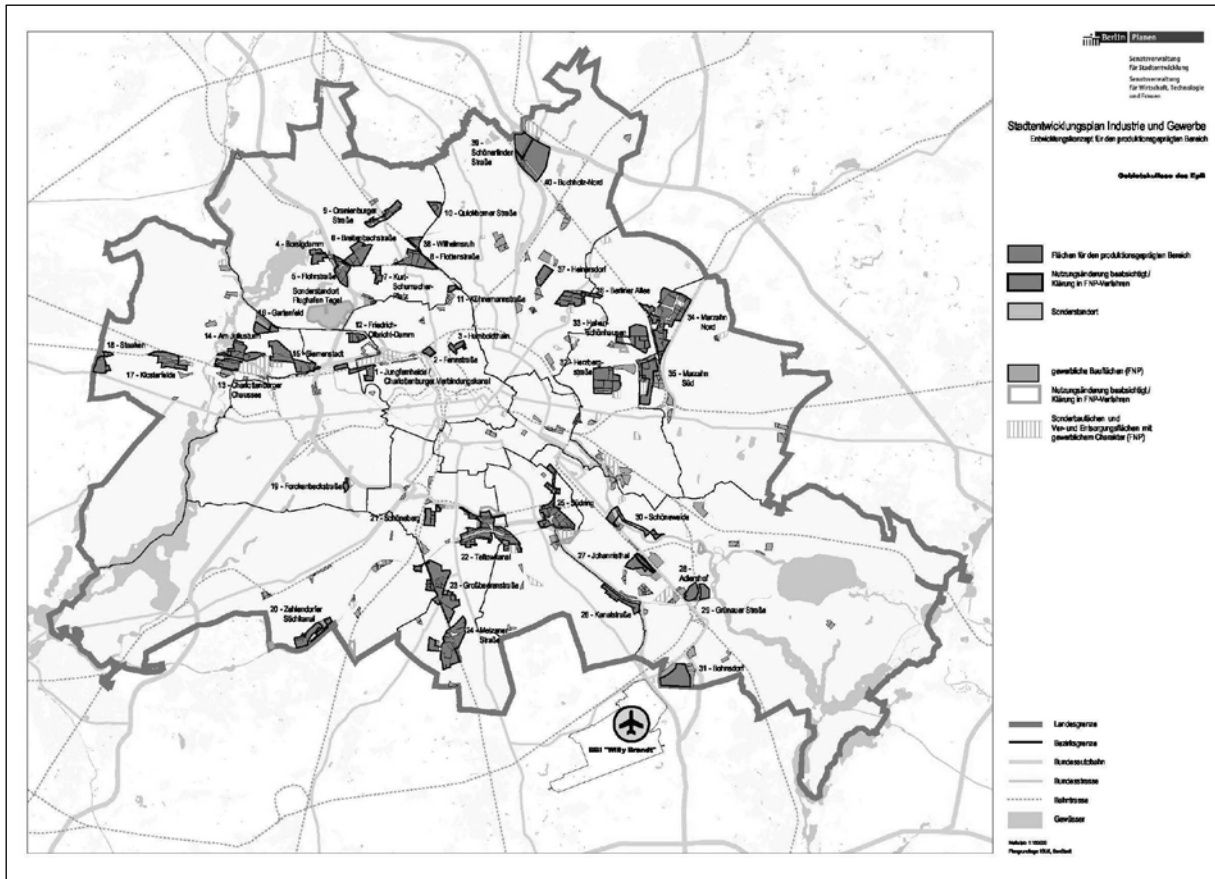 Berlin Planen
Senatsverwaltung
für Stadtentwicklung
Senatsverwaltung
für Wirtschaft, Technologie
und Frauen
Stadtentwicklungsplan Industrie und Gewerbe
Entwicklungskonzept für den produktionsgeprägten Bereich
Gebietskulisse des EpB
Flächen für den produktionsgeprägten Bereich
Nutzungsänderung beabsichtigt/
Klärung in FNP-Verfahren
Sonderstandort
gewerbliche Bauflächen (FNP)
Nutzungsänderung beabsichtigt/
Klärung in FNP-Verfahren
Sonderbauflächen und
Ver- und Entsorgungsflächen mit
gewerblichem Charakter (FNP)
Landesgrenze
Bezirksgrenze
Bundesautobahn
Bundesstrasse
Bahntrasse
Gewässer
39 -
Schönerlinder
Straße
40 - Buchholz-Nord
9 - Oranienburger
Straße
10 - Quickborner Straße
6 - Breitenbachstraße
4 - Borsigdamm
38 - Wilhelmsruh
8 - Flottenstraße
37 - Heinersdorf
5 - Flohrstraße
7 - Kurt-
Schumacher-
Platz
Sonderstandort
Flughafen Tegel
11 - Kühnemannstraße
Berliner Allee
16 - Gartenfeld
34 - Marzahn
Nord
33 -
Schönhausen
12 - Friedrich-
Olbricht-Damm
3 - Humboldthain
14 - Am Juliusturm
18 - Staaken
15 - Siemensstadt
2 - Fennstraße
32 - Herzberg-
straße
17 - Klosterfelde
1 - Jungfernheide/
Charlottenburger Verbindungskanal
35 - Marzahn
Süd
13 - Charlottenburger
Chaussee
19 - Forckenbeckstraße
21 - Schöneberg
25 - Südring
30 - Schöneweide
22 - Teltowkanal
27 - Johannisthal
28 -
Adlershof
23 - Großbeerenstraße
29 - Grünauer Straße
26 - Kanalstraße
20 - Zehlendorfer
Stichkanal
24 - Motzener
Straße
31 - Bohnsdorf
BBI "Willy Brandt"